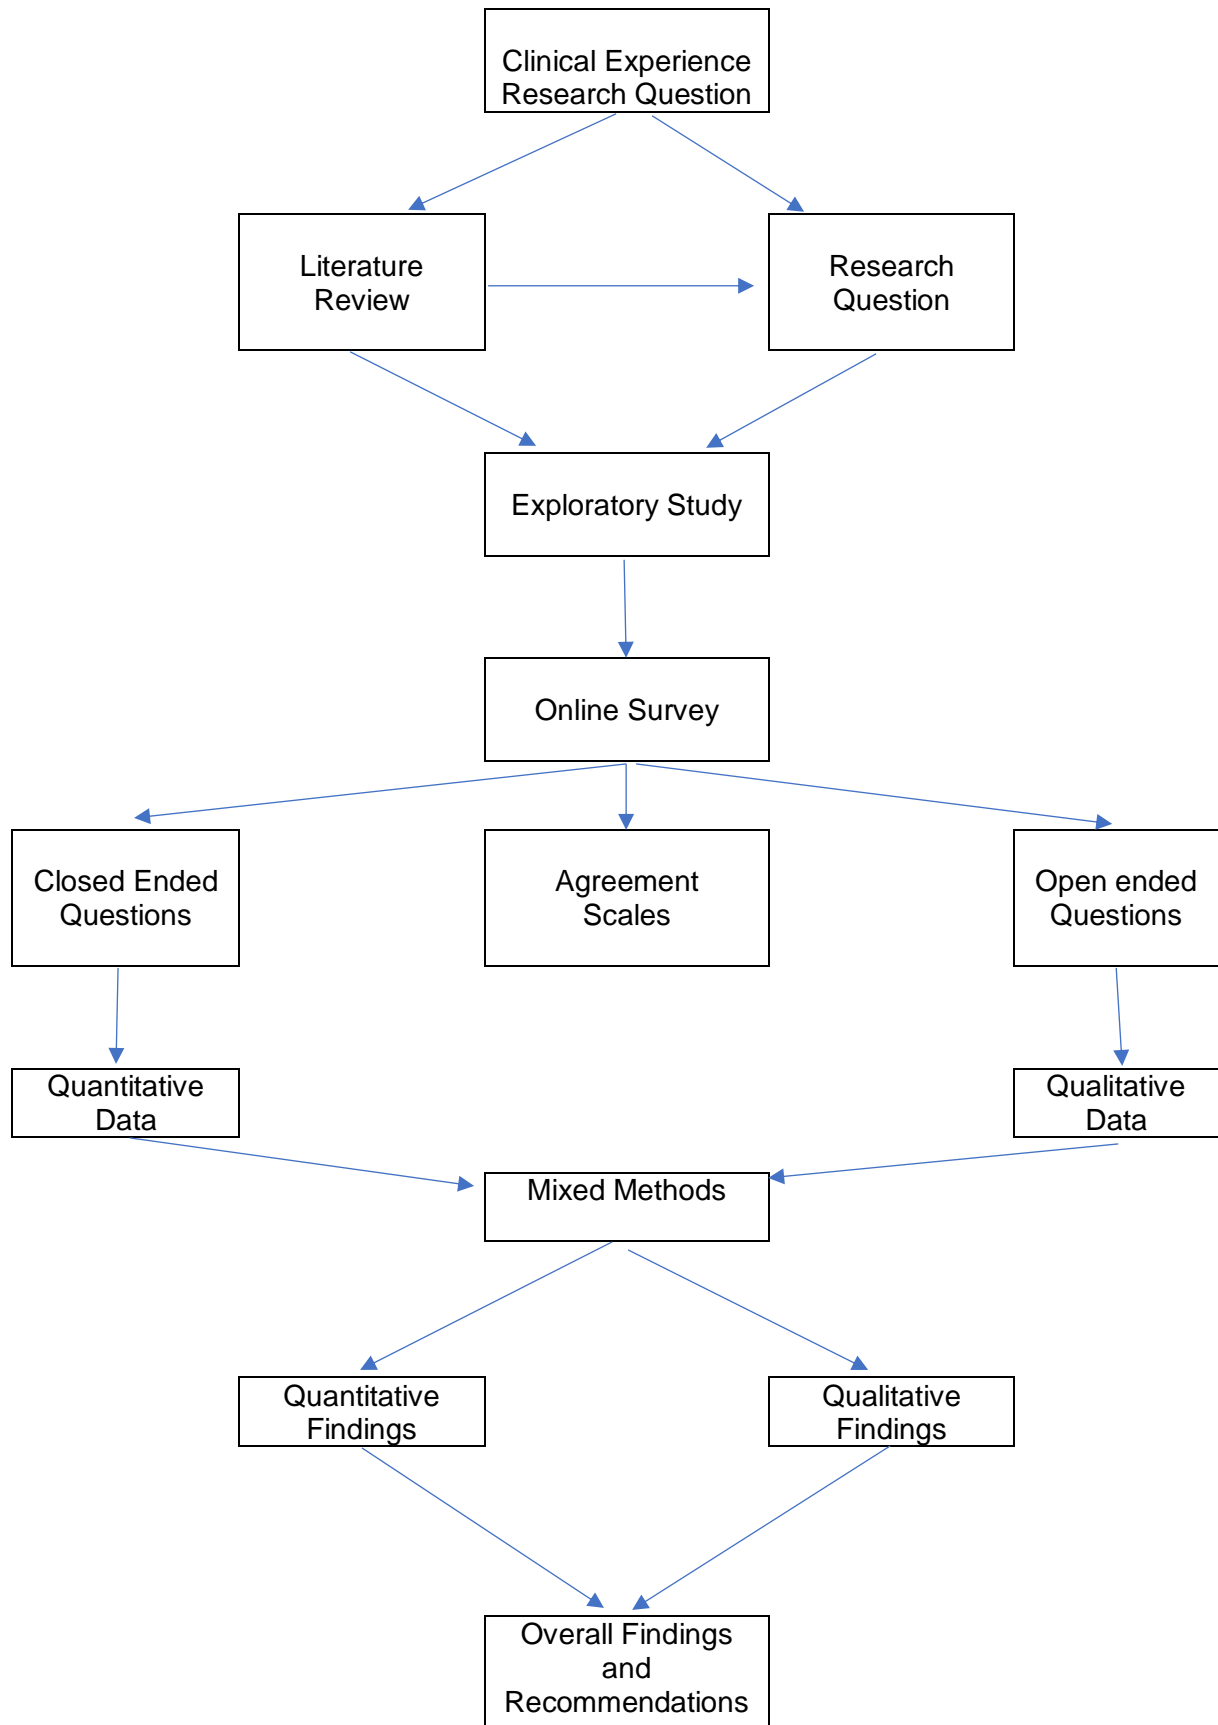 Clinical Experience
Research Question
Literature
Review
Research
Question
Exploratory Study
Online Survey
Closed Ended
Questions
Agreement
Scales
Open ended
Questions
Quantitative
Data
Qualitative
Data
Mixed Methods
Quantitative
Findings
Qualitative
Findings
Overall Findings
and
Recommendations